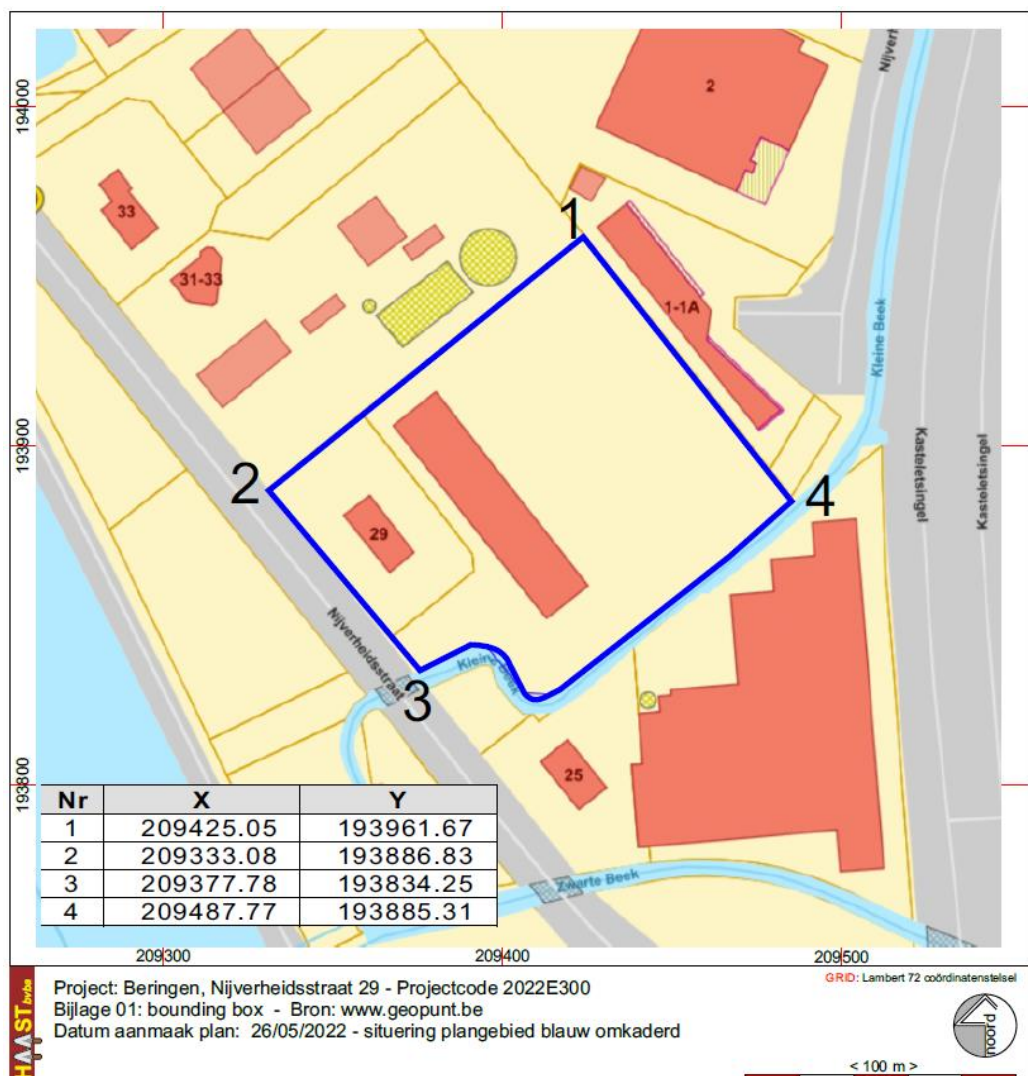 194000
193900
193800
209300
209400
209500
2
33
31-33
1
1-1A
2
29
3
4
25
Kleine Beek
Kasteletsingel
Kasteletsingel
Nijverheidsstraat
Kleine Beek
Zwarte Beek
Nr X Y
1 209425.05 193961.67
2 209333.08 193886.83
3 209377.78 193834.25
4 209487.77 193885.31
HAAST bvba
Project: Beringen, Nijverheidsstraat 29 - Projectcode 2022E300
Bijlage 01: bounding box - Bron: www.geopunt.be
Datum aanmaak plan: 26/05/2022 - situering plangebied blauw omkaderd
GRID: Lambert 72 coördinatenstelsel
noord
< 100 m >